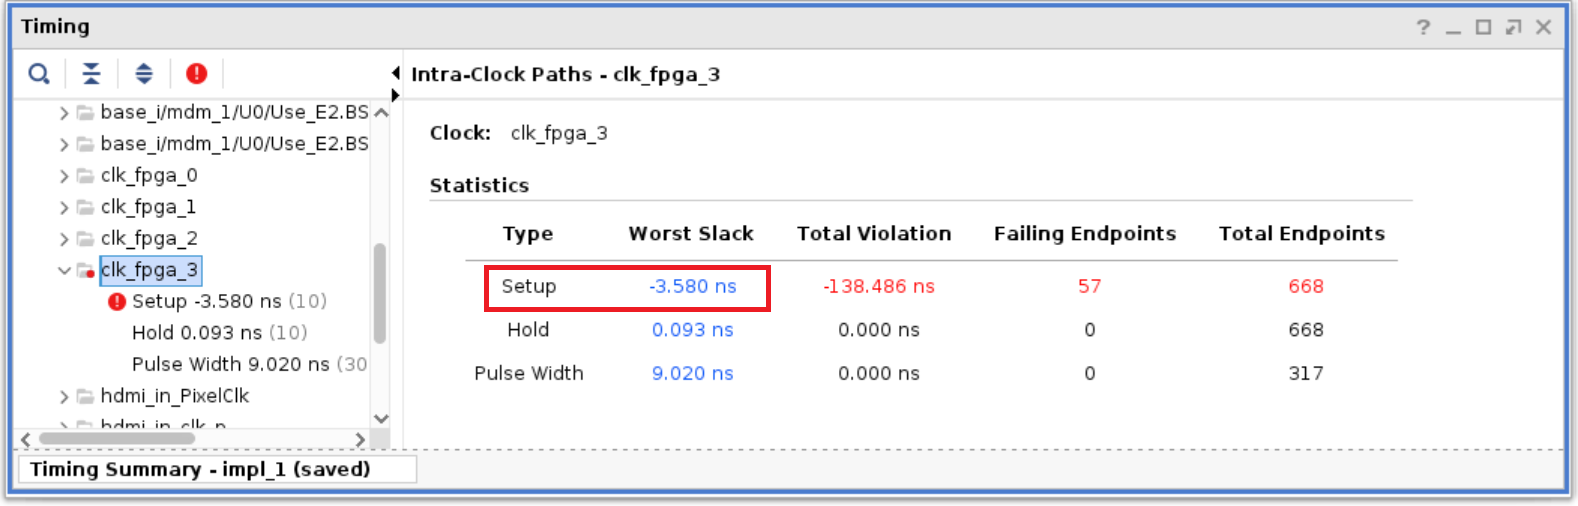 Timing
Intra-Clock Paths - clk_fpga_3
base_i/mdm_1/U0/Use_E2.BS
base_i/mdm_1/U0/Use_E2.BS
clk_fpga_0
clk_fpga_1
clk_fpga_2
clk_fpga_3
Setup -3.580 ns (10)
Hold 0.093 ns (10)
Pulse Width 9.020 ns (30
hdmi_in_PixelClk
hdmi_in_clk_p
Clock: clk_fpga_3
Statistics
Type Worst Slack Total Violation Failing Endpoints Total Endpoints
Setup -3.580 ns -138.486 ns 57 668
Hold 0.093 ns 0.000 ns 0 668
Pulse Width 9.020 ns 0.000 ns 0 317
Timing Summary - impl_1 (saved)